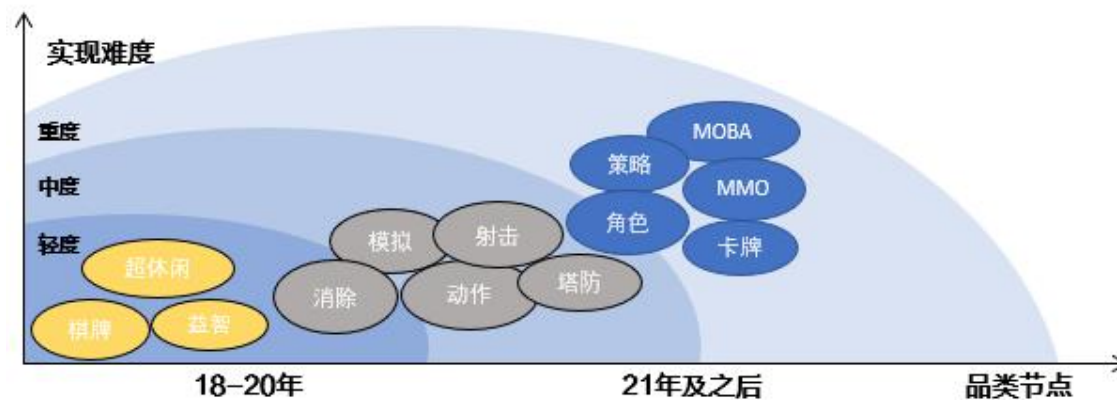 实现难度
重度
MOBA
策略
中度
MMO
角色
射击
模拟
轻度
卡牌
超休闲
塔防
消除
动作
棋牌
益智
18-20年
21年及之后
品类节点